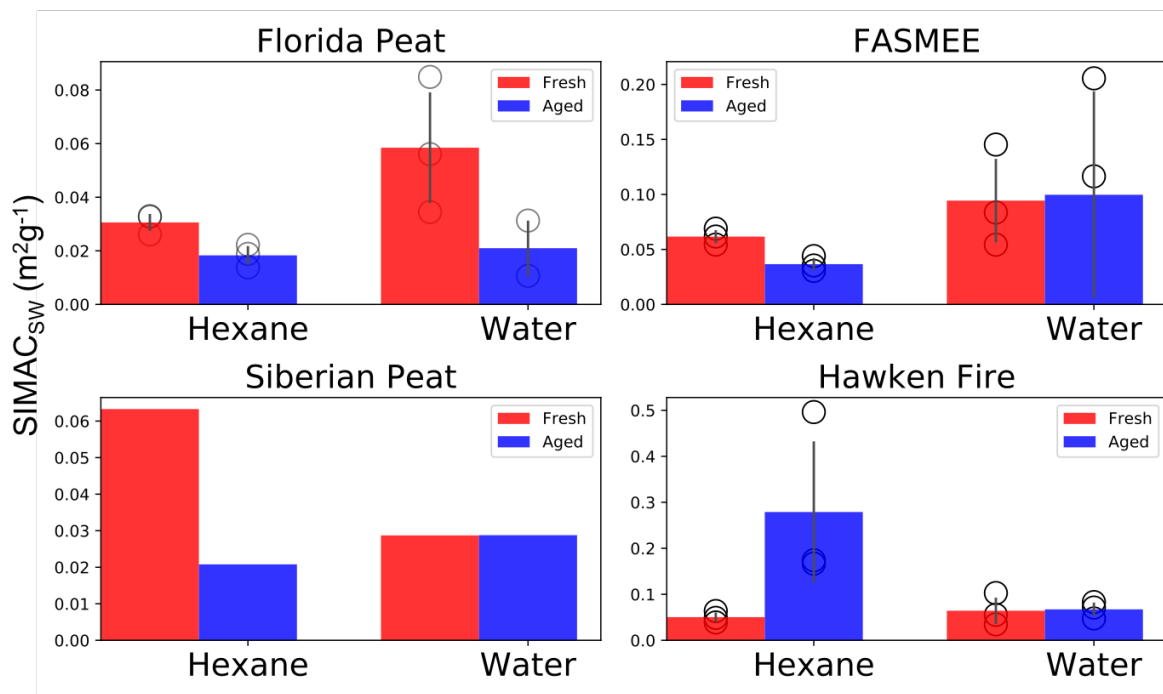 Florida Peat
FASMEE
SIMAC_SW (m²g⁻¹)
0.08
0.06
0.04
0.02
0.00
Fresh
Aged
Hexane
Water
0.20
0.15
0.10
0.05
0.00
Fresh
Aged
Hexane
Water
Siberian Peat
Hawken Fire
0.06
0.05
0.04
0.03
0.02
0.01
0.00
Fresh
Aged
Hexane
Water
0.5
0.4
0.3
0.2
0.1
0.0
Fresh
Aged
Hexane
Water